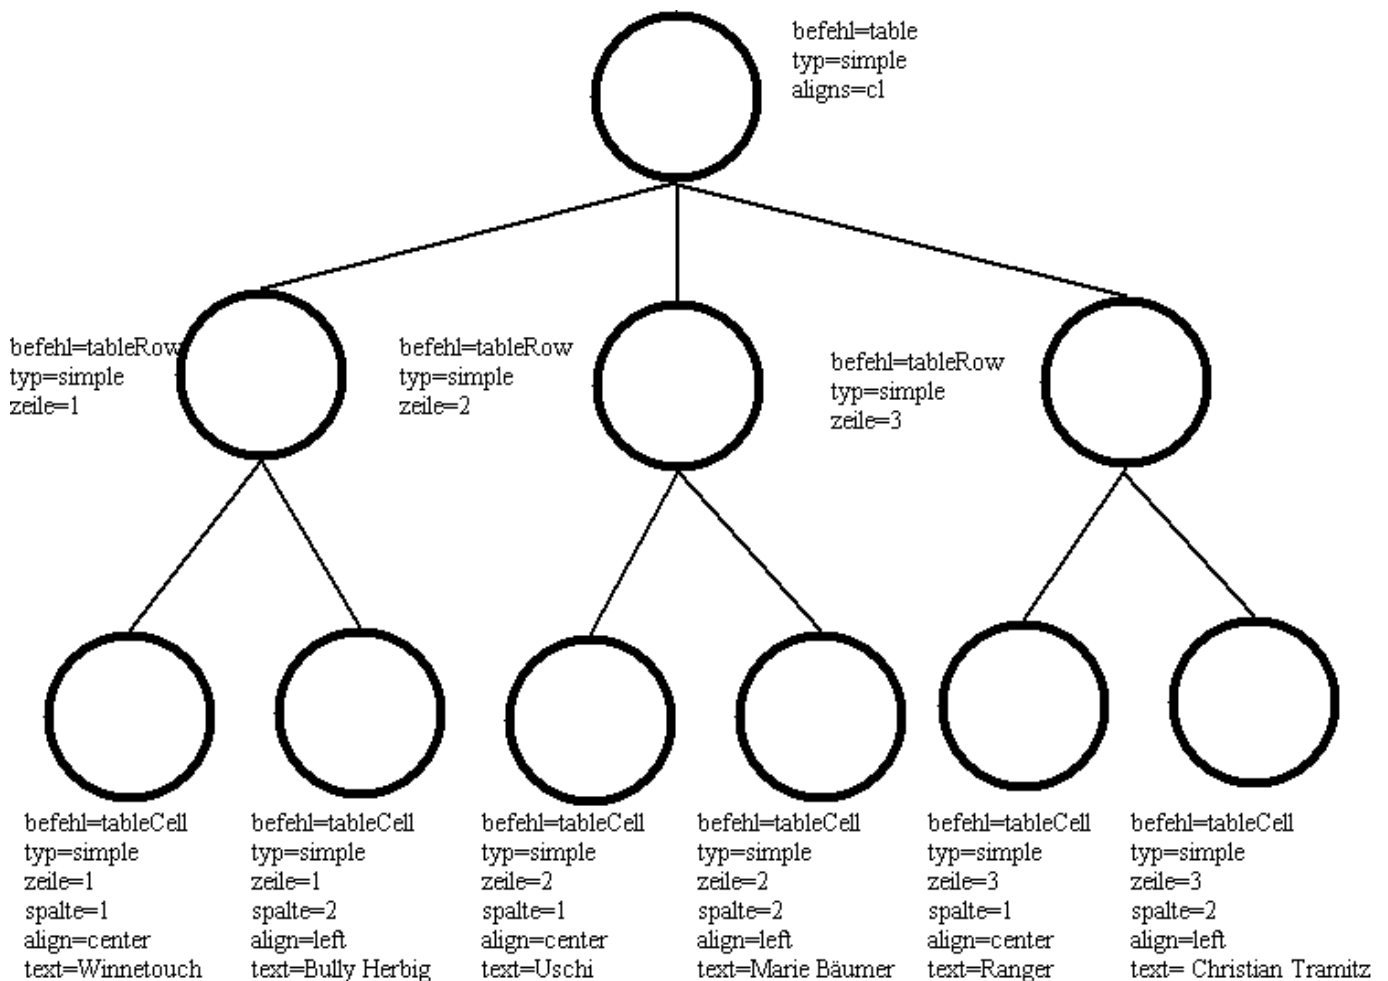 befehl=table
typ=simple
aligns=cl
befehl=tableRow
typ=simple
zeile=1
befehl=tableRow
typ=simple
zeile=2
befehl=tableRow
typ=simple
zeile=3
befehl=tableCell
typ=simple
zeile=1
spalte=1
align=center
text=Winnetouch
befehl=tableCell
typ=simple
zeile=1
spalte=2
align=left
text=Bully Herbig
befehl=tableCell
typ=simple
zeile=2
spalte=1
align=center
text=Uschi
befehl=tableCell
typ=simple
zeile=2
spalte=2
align=left
text=Marie Bäumer
befehl=tableCell
typ=simple
zeile=3
spalte=1
align=center
text=Ranger
befehl=tableCell
typ=simple
zeile=3
spalte=2
align=left
text= Christian Tramitz